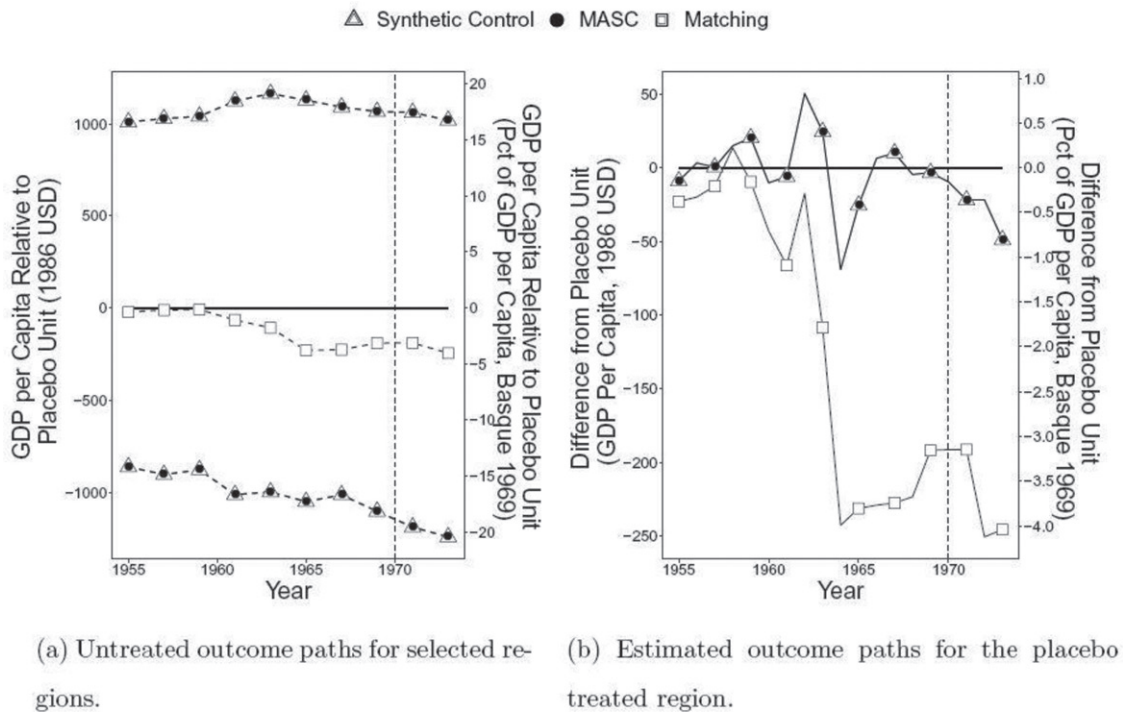 Synthetic Control MASC Matching
GDP per Capita Relative to
Placebo Unit (1986 USD)
1000
500
0
−500
−1000
20
15
10
5
0
−5
−10
−15
−20
GDP per Capita Relative to Placebo Unit
(Pct of GDP per Capita, Basque 1969)
1955 1960 1965 1970
Year
Difference from Placebo Unit
(GDP Per Capita, 1986 USD)
50
0
−50
−100
−150
−200
−250
1.0
0.5
0.0
−0.5
−1.0
−1.5
−2.0
−2.5
−3.0
−3.5
−4.0
Difference from Placebo Unit
(Pct of GDP per Capita, Basque 1969)
1955 1960 1965 1970
Year
(a) Untreated outcome paths for selected re-
gions.
(b) Estimated outcome paths for the placebo
treated region.